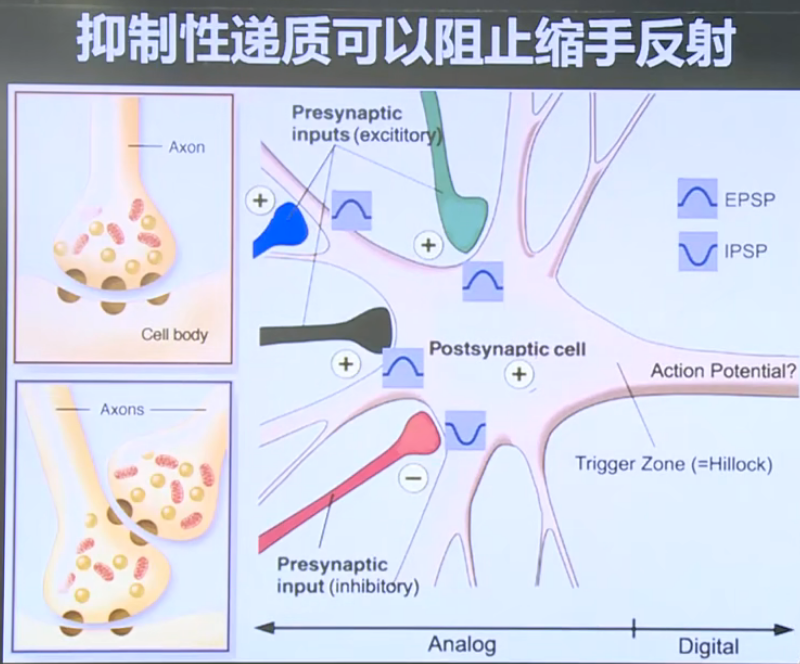 抑制性递质可以阻止缩手反射
Axon
Cell body
Axons
Presynaptic
inputs (excititory)
+
+
+
EPSP
IPSP
Postsynaptic cell
+
Action Potential?
Trigger Zone (=Hillock)
−
Presynaptic
input (inhibitory)
Analog
Digital